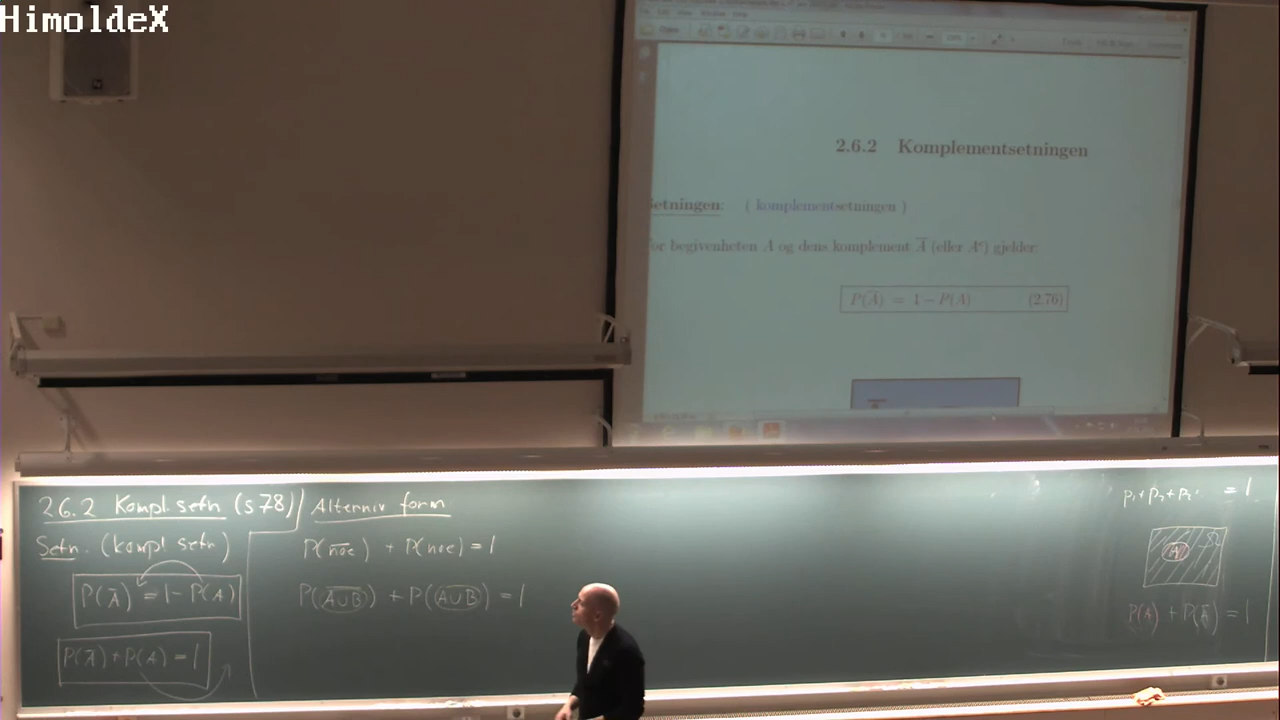 HimoldeX
2.6.2 Komplementsetningen
etningen: ( komplementsetningen )
or begivenheten A og dens komplement A̅ (eller Aᶜ) gjelder:
P(A̅) = 1 − P(A) (2.76)
2.6.2 Kompl.setn (s 78)
Setn. (kompl setn)
P(A̅) = 1 − P(A)
P(A̅) + P(A) = 1
Alterniv form
P(n̅o̅e̅) + P(noe) = 1
P(A̅∪̅B̅) + P(A∪B) = 1
p₁ + p₂ + p₃ = 1
A Ω
P(A) + P(A̅) = 1